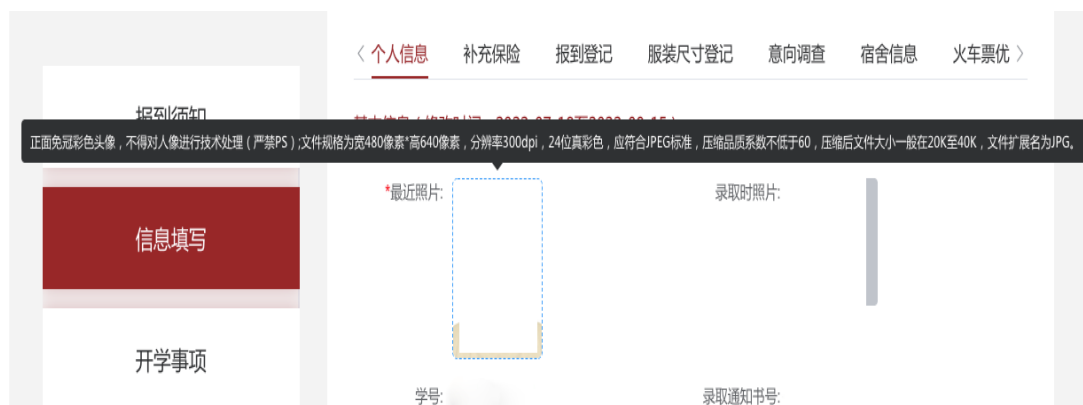 个人信息 补充保险 报到登记 服装尺寸登记 意向调查 宿舍信息 火车票优
报到须知
正面免冠彩色头像，不得对人像进行技术处理（严禁PS）;文件规格为宽480像素*高640像素，分辨率300dpi，24位真彩色，应符合JPEG标准，压缩品质系数不低于60，压缩后文件大小一般在20K至40K，文件扩展名为JPG。
*最近照片:
录取时照片:
信息填写
开学事项
学号:
录取通知书号: